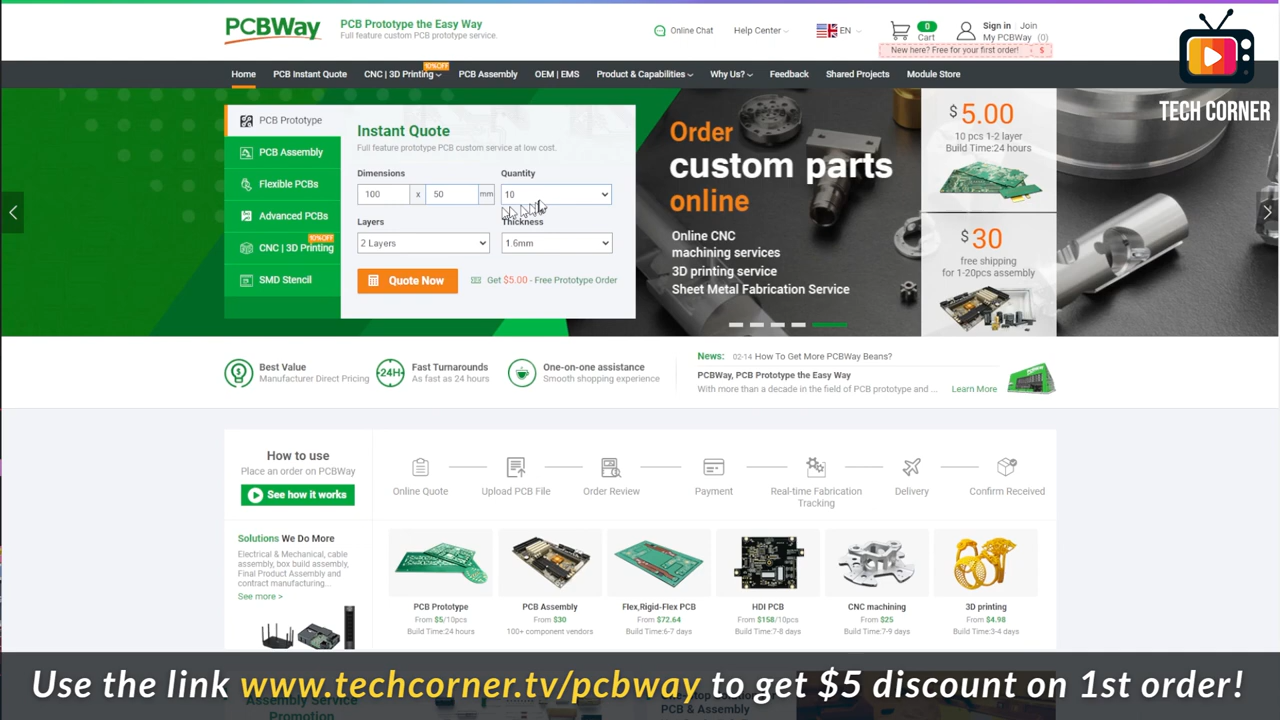 PCBWay
PCB Prototype the Easy Way
Full feature custom PCB prototype service.
Online Chat
Help Center
EN
0
Cart
Sign in | Join
My PCBWay (0)
New here? Free for your first order! $
TECH CORNER
Home
PCB Instant Quote
CNC | 3D Printing
10%OFF
PCB Assembly
OEM | EMS
Product & Capabilities
Why Us?
Feedback
Shared Projects
Module Store
PCB Prototype
PCB Assembly
Flexible PCBs
Advanced PCBs
10%OFF
CNC | 3D Printing
SMD Stencil
Instant Quote
Full feature prototype PCB custom service at low cost.
Dimensions
Quantity
100 x 50 mm
10
Layers
Thickness
2 Layers
1.6mm
Quote Now
Get $5.00 - Free Prototype Order
Order
custom parts
online
Online CNC
machining services
3D printing service
Sheet Metal Fabrication Service
$ 5.00
10 pcs 1-2 layer
Build Time:24 hours
$ 30
free shipping
for 1-20pcs assembly
Best Value
Manufacturer Direct Pricing
24H
Fast Turnarounds
As fast as 24 hours
One-on-one assistance
Smooth shopping experience
News: 02-14 How To Get More PCBWay Beans?
PCBWay, PCB Prototype the Easy Way
With more than a decade in the field of PCB prototype and ...
Learn More
How to use
Place an order on PCBWay
See how it works
Online Quote
Upload PCB File
Order Review
Payment
Real-time Fabrication
Tracking
Delivery
Confirm Received
Solutions We Do More
Electrical & Mechanical, cable
assembly, box build assembly,
Final Product Assembly and
contract manufacturing...
See more >
PCB Prototype
From $5/10pcs
Build Time:24 hours
PCB Assembly
From $30
100+ component vendors
Flex,Rigid-Flex PCB
From $72.64
Build Time:6-7 days
HDI PCB
From $158/10pcs
Build Time:7-8 days
CNC machining
From $25
Build Time:7-9 days
3D printing
From $4.98
Build Time:3-4 days
Use the link www.techcorner.tv/pcbway to get $5 discount on 1st order!
Assembly Service
Promotion
PCB & Assembly